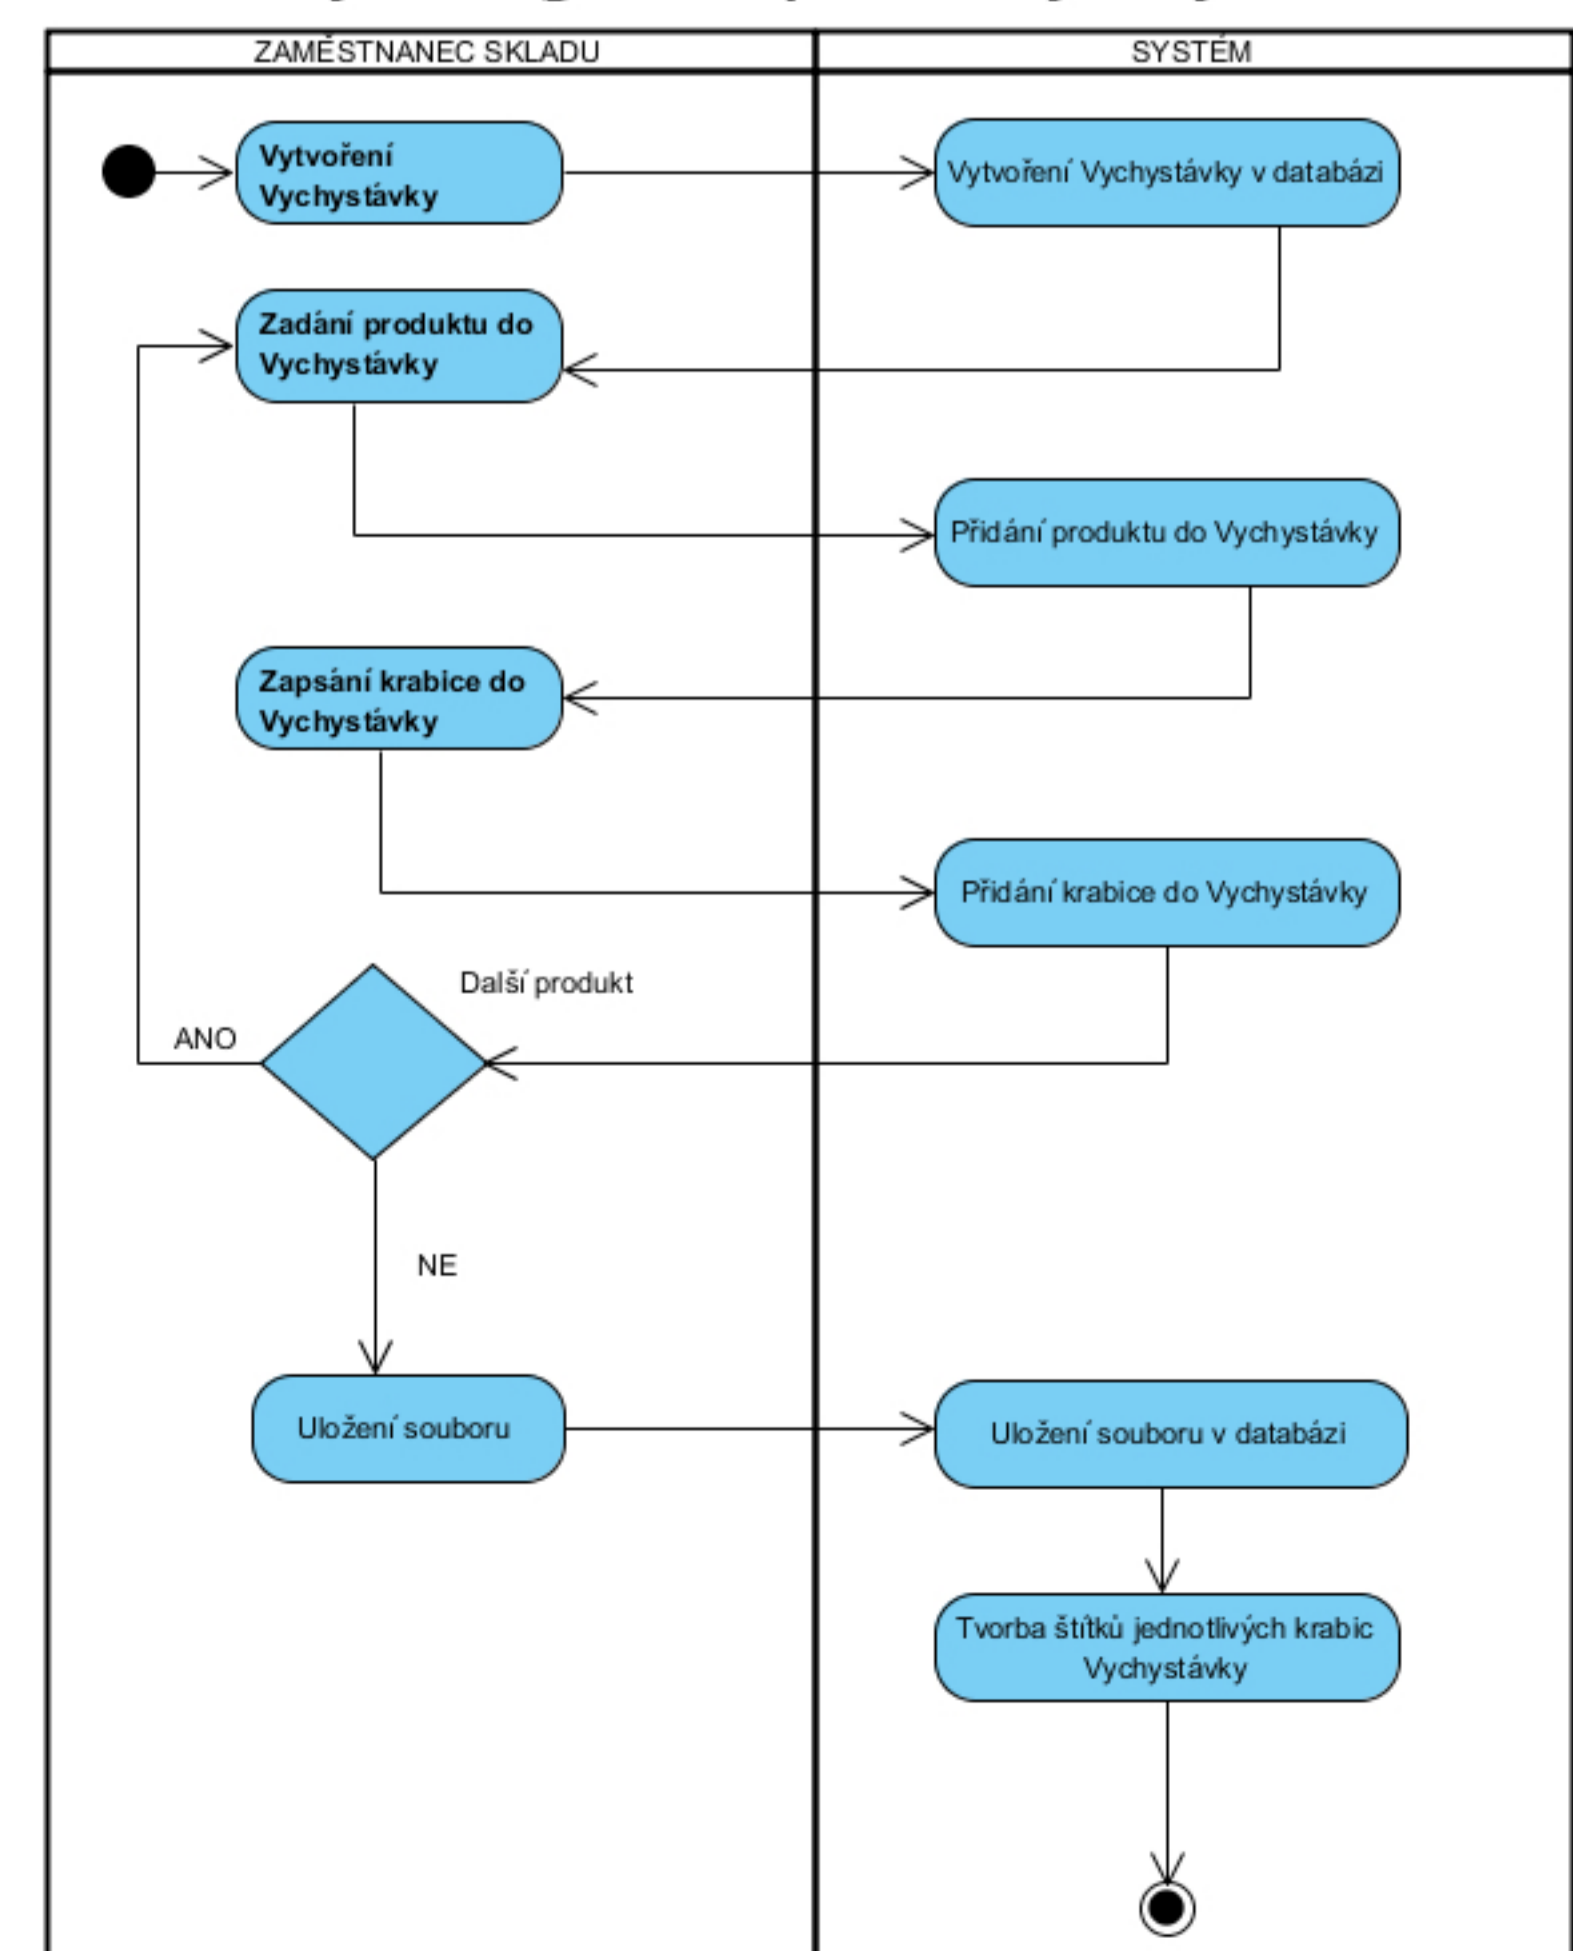 ZAMĚSTNANEC SKLADU
SYSTÉM
Vytvoření
Vychystávky
Vytvoření Vychystávky v databázi
Zadání produktu do
Vychystávky
Přidání produktu do Vychystávky
Zapsání krabice do
Vychystávky
Přidání krabice do Vychystávky
Další produkt
ANO
NE
Uložení souboru
Uložení souboru v databázi
Tvorba štítků jednotlivých krabic
Vychystávky